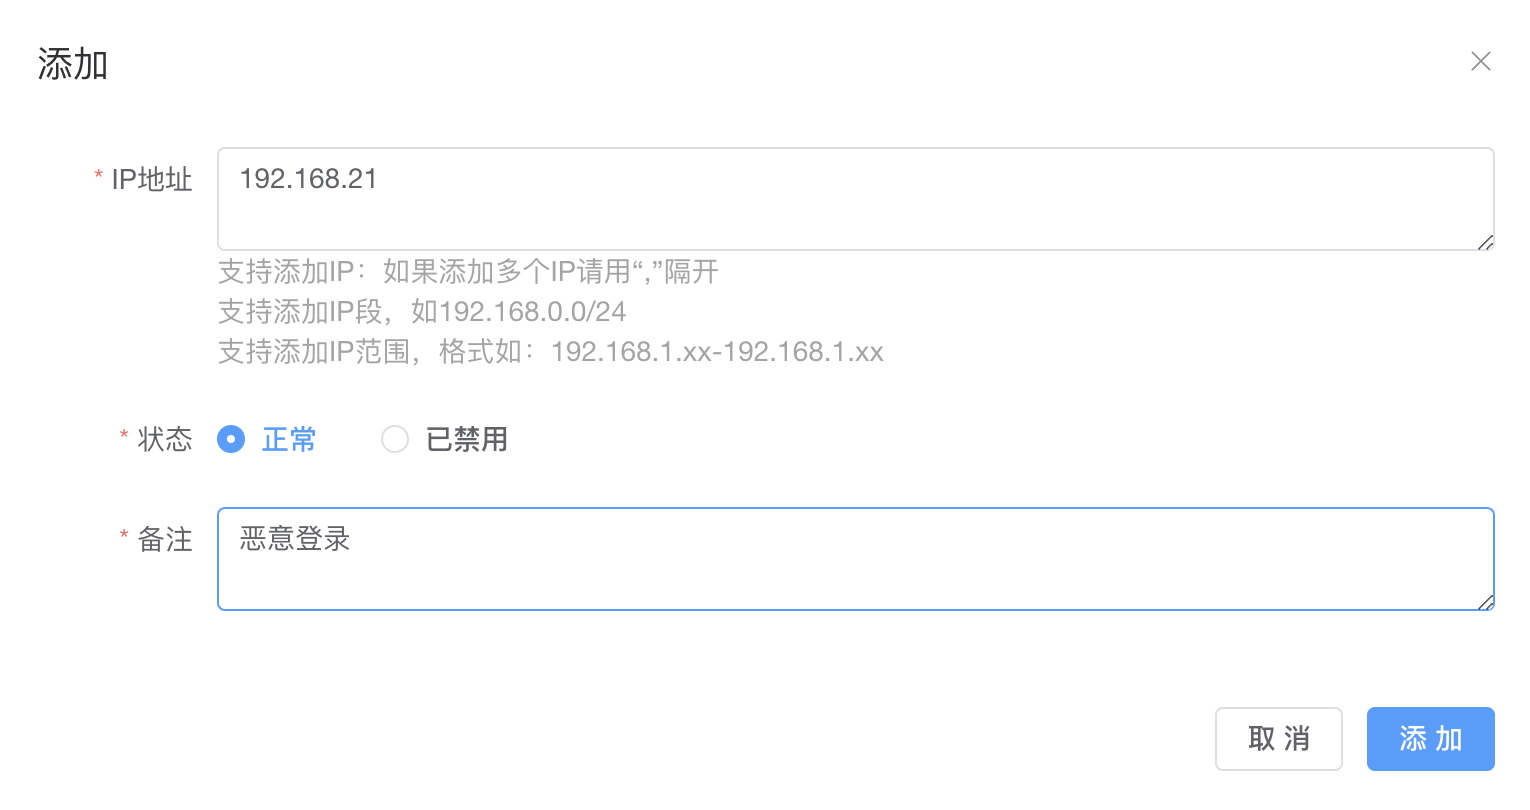 添加
* IP地址
192.168.21
支持添加IP：如果添加多个IP请用“,”隔开
支持添加IP段，如192.168.0.0/24
支持添加IP范围，格式如：192.168.1.xx-192.168.1.xx
* 状态 正常 已禁用
* 备注
恶意登录
取 消 添 加